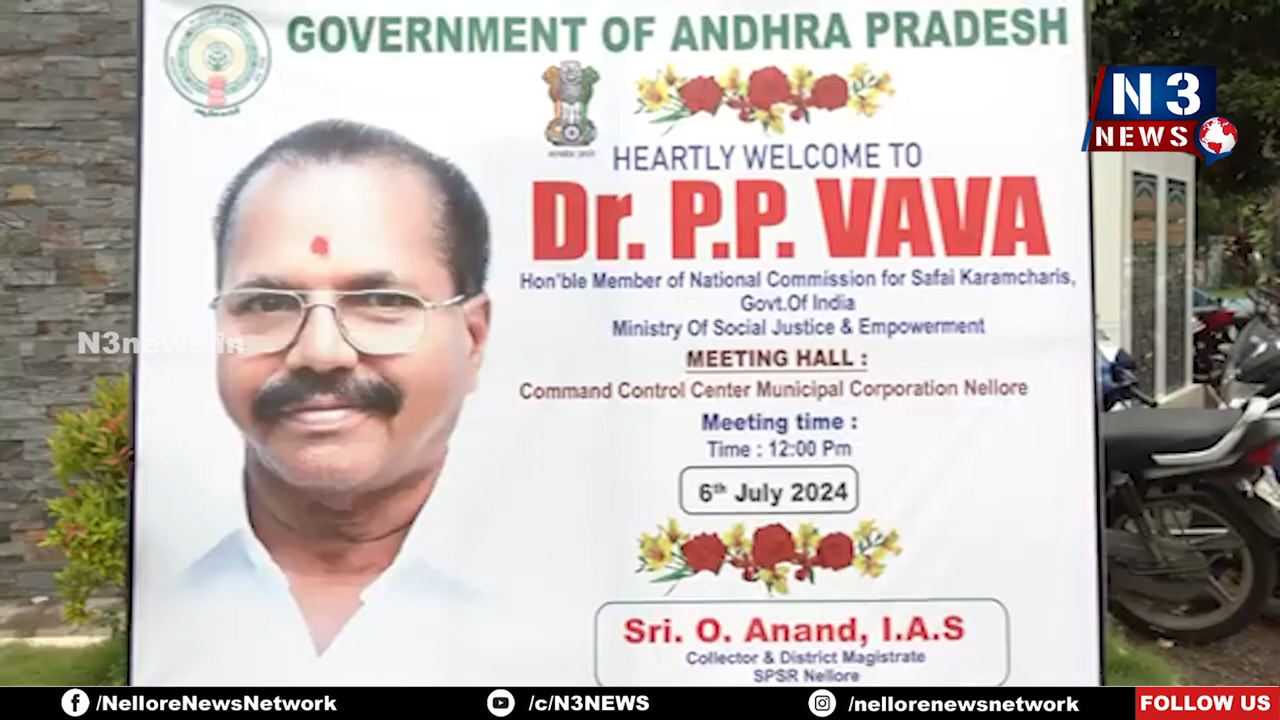 GOVERNMENT OF ANDHRA PRADESH
N3
NEWS
HEARTLY WELCOME TO
Dr. P.P. VAVA
Hon'ble Member of National Commission for Safai Karamcharis,
Govt.Of India
Ministry Of Social Justice & Empowerment
N3news.in
MEETING HALL :
Command Control Center Municipal Corporation Nellore
Meeting time :
Time : 12:00 Pm
6th July 2024
Sri. O. Anand, I.A.S
Collector & District Magistrate
SPSR Nellore
/NelloreNewsNetwork
/c/N3NEWS
/nellorenewsnetwork
FOLLOW US